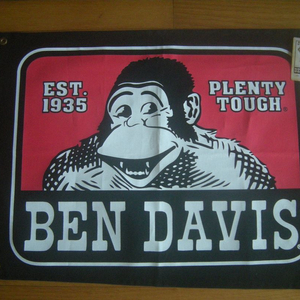 EST.
1935
PLENTY
TOUGH®
BEN DAVIS